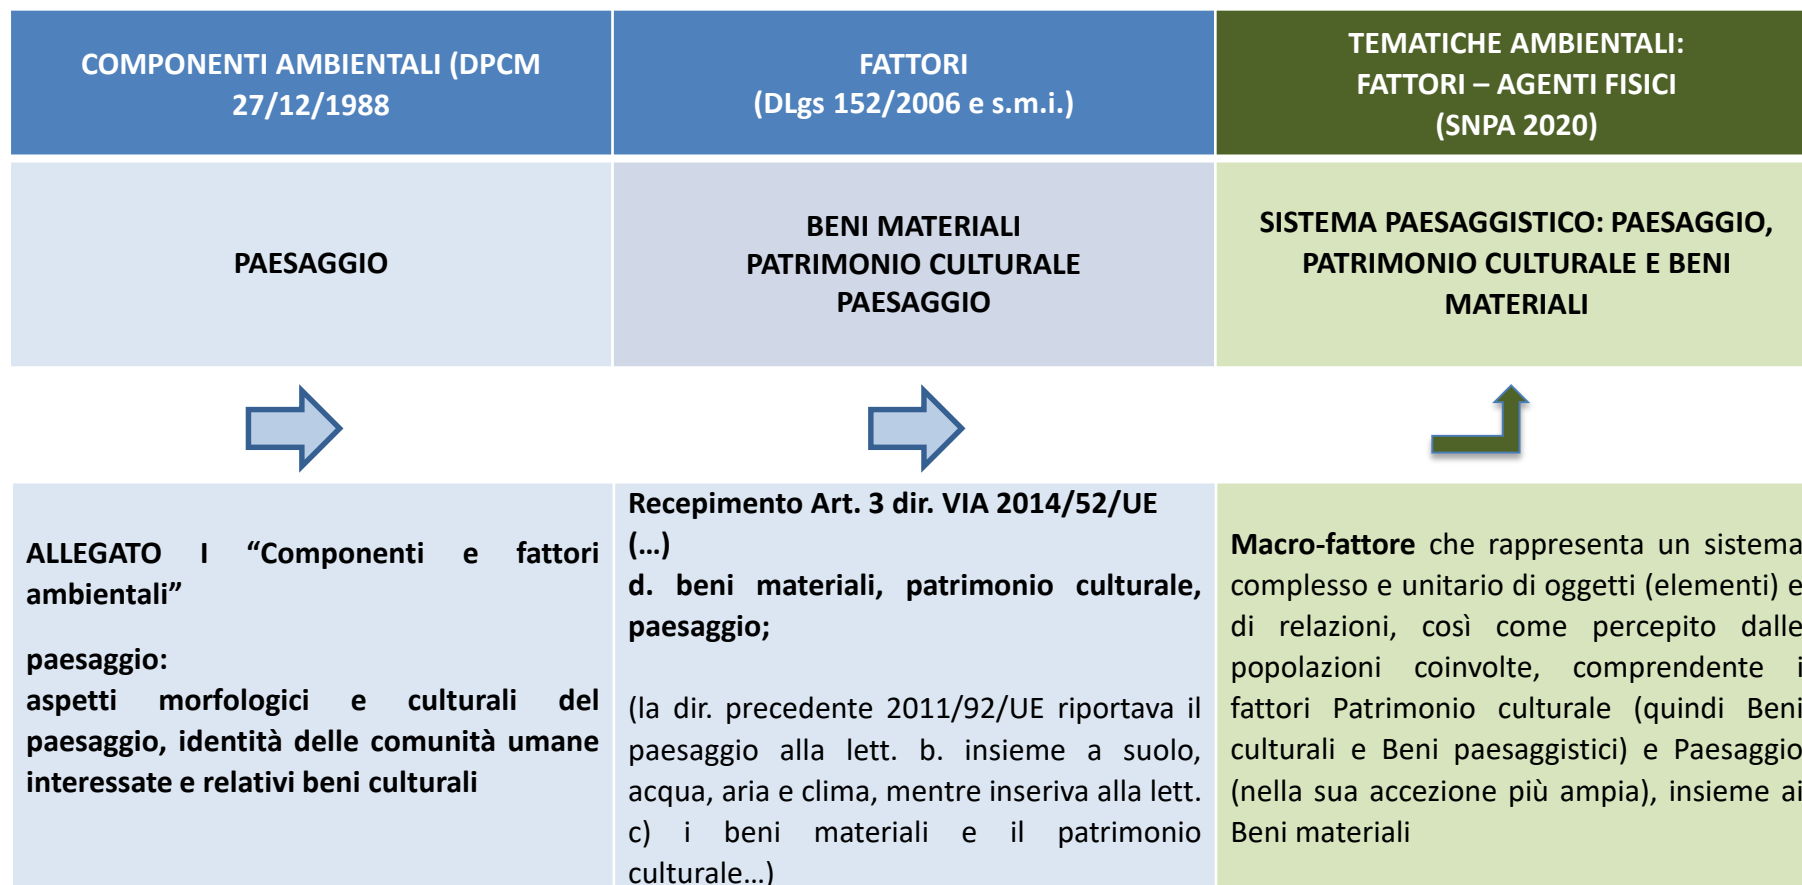 COMPONENTI AMBIENTALI (DPCM
27/12/1988
FATTORI
(DLgs 152/2006 e s.m.i.)
TEMATICHE AMBIENTALI:
FATTORI – AGENTI FISICI
(SNPA 2020)
PAESAGGIO
BENI MATERIALI
PATRIMONIO CULTURALE
PAESAGGIO
SISTEMA PAESAGGISTICO: PAESAGGIO,
PATRIMONIO CULTURALE E BENI
MATERIALI
ALLEGATO I “Componenti e fattori
ambientali”
paesaggio:
aspetti morfologici e culturali del
paesaggio, identità delle comunità umane
interessate e relativi beni culturali
Recepimento Art. 3 dir. VIA 2014/52/UE
(…)
d. beni materiali, patrimonio culturale,
paesaggio;
(la dir. precedente 2011/92/UE riportava il
paesaggio alla lett. b. insieme a suolo,
acqua, aria e clima, mentre inseriva alla lett.
c) i beni materiali e il patrimonio
culturale…)
Macro-fattore che rappresenta un sistema
complesso e unitario di oggetti (elementi) e
di relazioni, così come percepito dalle
popolazioni coinvolte, comprendente i
fattori Patrimonio culturale (quindi Beni
culturali e Beni paesaggistici) e Paesaggio
(nella sua accezione più ampia), insieme ai
Beni materiali